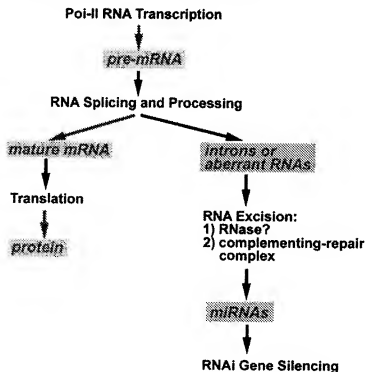 Pol-II RNA Transcription
pre-mRNA
RNA Splicing and Processing
mature mRNA
introns or
aberrant RNAs
Translation
protein
RNA Excision:
1) RNase?
2) complementing-repair
complex
miRNAs
RNAi Gene Silencing